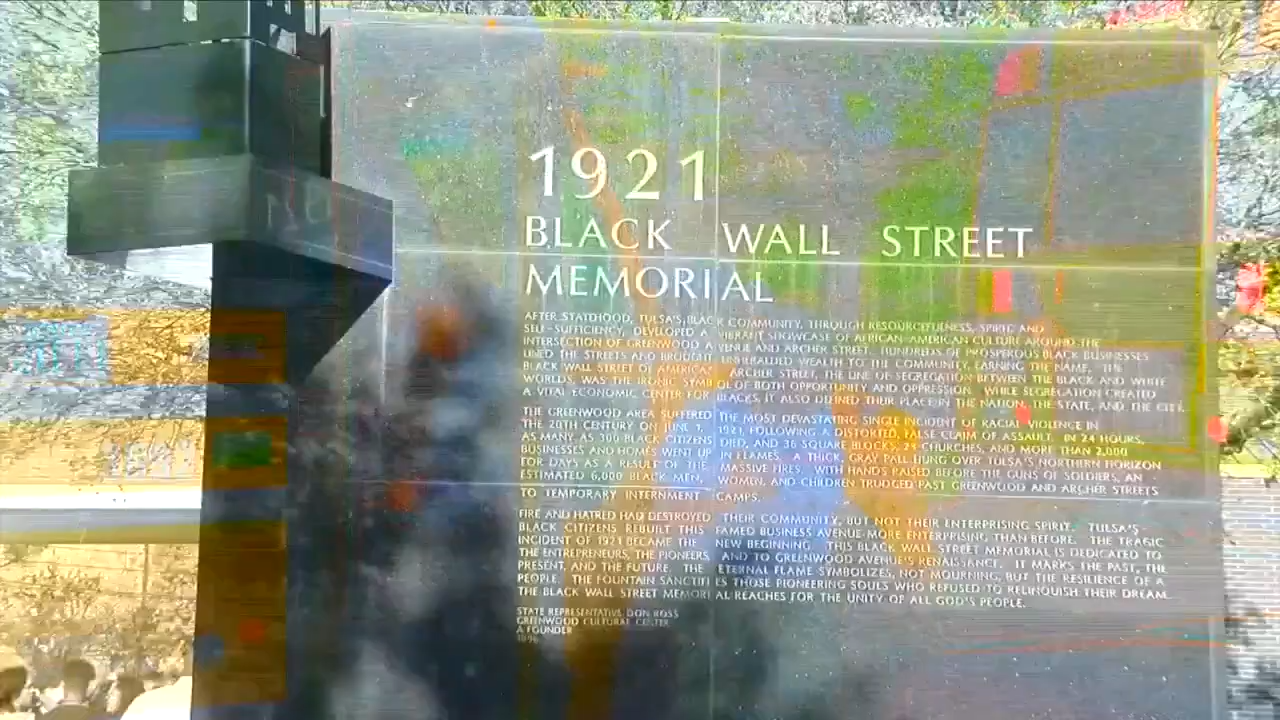 1921
BLACK WALL STREET
MEMORIAL
AFTER STATEHOOD, TULSA'S BLACK COMMUNITY, THROUGH RESOURCEFULNESS, SPIRIT, AND
SELF-SUFFICIENCY, DEVELOPED A VIBRANT SHOWCASE OF AFRICAN-AMERICAN CULTURE AROUND THE
INTERSECTION OF GREENWOOD AVENUE AND ARCHER STREET. HUNDREDS OF PROSPEROUS BLACK BUSINESSES
LINED THE STREETS AND BROUGHT UNHERALDED WEALTH TO THE COMMUNITY, EARNING THE NAME, "THE
BLACK WALL STREET OF AMERICA." ARCHER STREET, THE LINE OF SEGREGATION BETWEEN THE BLACK AND WHITE
WORLDS, WAS THE IRONIC SYMBOL OF BOTH OPPORTUNITY AND OPPRESSION. WHILE SEGREGATION CREATED
A VITAL ECONOMIC CENTER FOR BLACKS, IT ALSO DEFINED THEIR PLACE IN THE NATION, THE STATE, AND THE CITY.
THE GREENWOOD AREA SUFFERED THE MOST DEVASTATING SINGLE INCIDENT OF RACIAL VIOLENCE IN
THE 20TH CENTURY ON JUNE 1, 1921, FOLLOWING A DISTORTED, FALSE CLAIM OF ASSAULT. IN 24 HOURS,
AS MANY AS 300 BLACK CITIZENS DIED, AND 36 SQUARE BLOCKS, 23 CHURCHES, AND MORE THAN 2,000
BUSINESSES AND HOMES WENT UP IN FLAMES. A THICK, GRAY PALL HUNG OVER TULSA'S NORTHERN HORIZON
FOR DAYS AS A RESULT OF THE MASSIVE FIRES. WITH HANDS RAISED BEFORE THE GUNS OF SOLDIERS, AN
ESTIMATED 6,000 BLACK MEN, WOMEN, AND CHILDREN TRUDGED PAST GREENWOOD AND ARCHER STREETS
TO TEMPORARY INTERNMENT CAMPS.
FIRE AND HATRED HAD DESTROYED THEIR COMMUNITY, BUT NOT THEIR ENTERPRISING SPIRIT. TULSA'S
BLACK CITIZENS REBUILT THIS FAMED BUSINESS AVENUE MORE ENTERPRISING THAN BEFORE. THE TRAGIC
INCIDENT OF 1921 BECAME THE NEW BEGINNING. THIS BLACK WALL STREET MEMORIAL IS DEDICATED TO
THE ENTREPRENEURS, THE PIONEERS, AND TO GREENWOOD AVENUE'S RENAISSANCE. IT MARKS THE PAST, THE
PRESENT, AND THE FUTURE. THE ETERNAL FLAME SYMBOLIZES, NOT MOURNING, BUT THE RESILIENCE OF A
PEOPLE. THE FOUNTAIN SANCTIFIES THOSE PIONEERING SOULS WHO REFUSED TO RELINQUISH THEIR DREAM.
THE BLACK WALL STREET MEMORIAL REACHES FOR THE UNITY OF ALL GOD'S PEOPLE.
STATE REPRESENTATIVE DON ROSS
GREENWOOD CULTURAL CENTER
A FOUNDER
1996